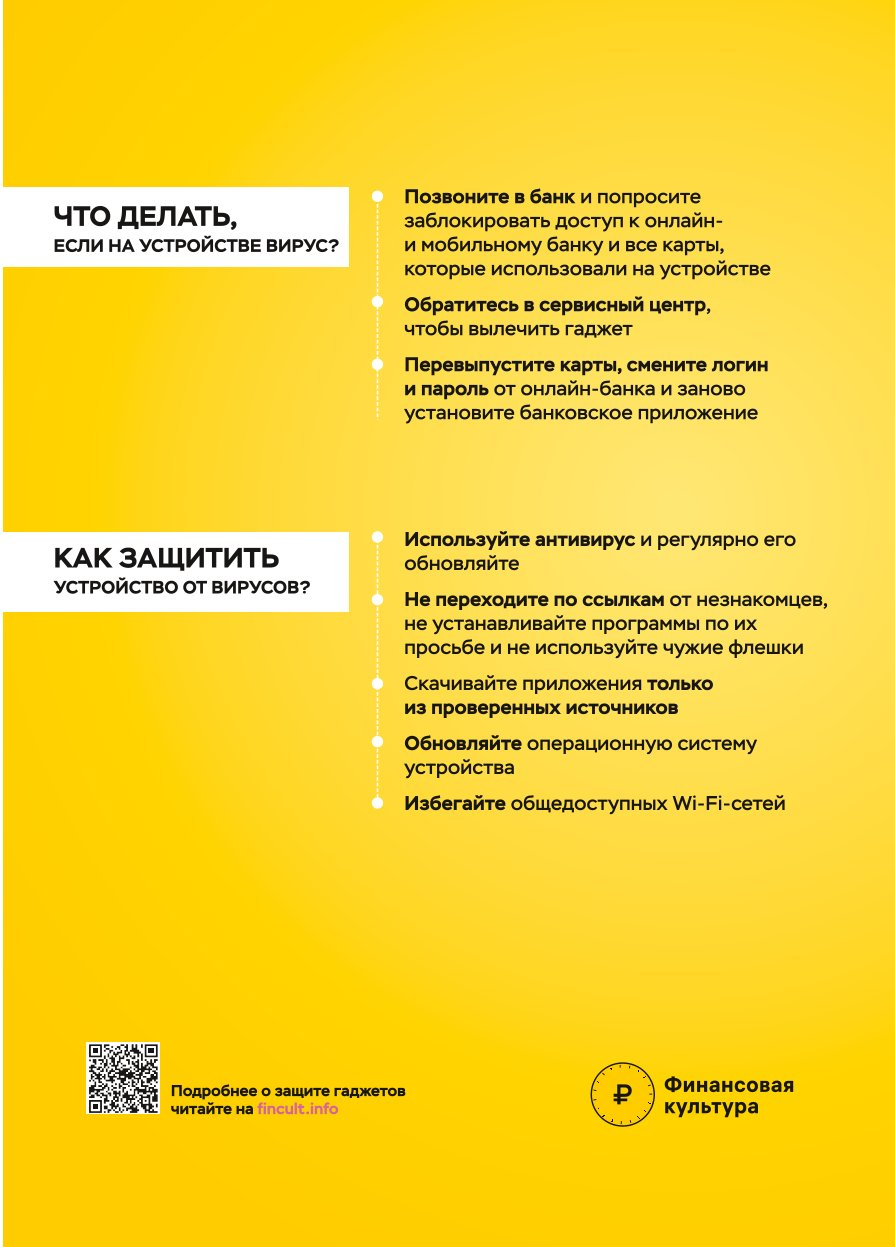 ЧТО ДЕЛАТЬ,
ЕСЛИ НА УСТРОЙСТВЕ ВИРУС?
Позвоните в банк и попросите
заблокировать доступ к онлайн-
и мобильному банку и все карты,
которые использовали на устройстве
Обратитесь в сервисный центр,
чтобы вылечить гаджет
Перевыпустите карты, смените логин
и пароль от онлайн-банка и заново
установите банковское приложение
КАК ЗАЩИТИТЬ
УСТРОЙСТВО ОТ ВИРУСОВ?
Используйте антивирус и регулярно его
обновляйте
Не переходите по ссылкам от незнакомцев,
не устанавливайте программы по их
просьбе и не используйте чужие флешки
Скачивайте приложения только
из проверенных источников
Обновляйте операционную систему
устройства
Избегайте общедоступных Wi-Fi-сетей
Подробнее о защите гаджетов
читайте на fincult.info
₽
Финансовая
культура